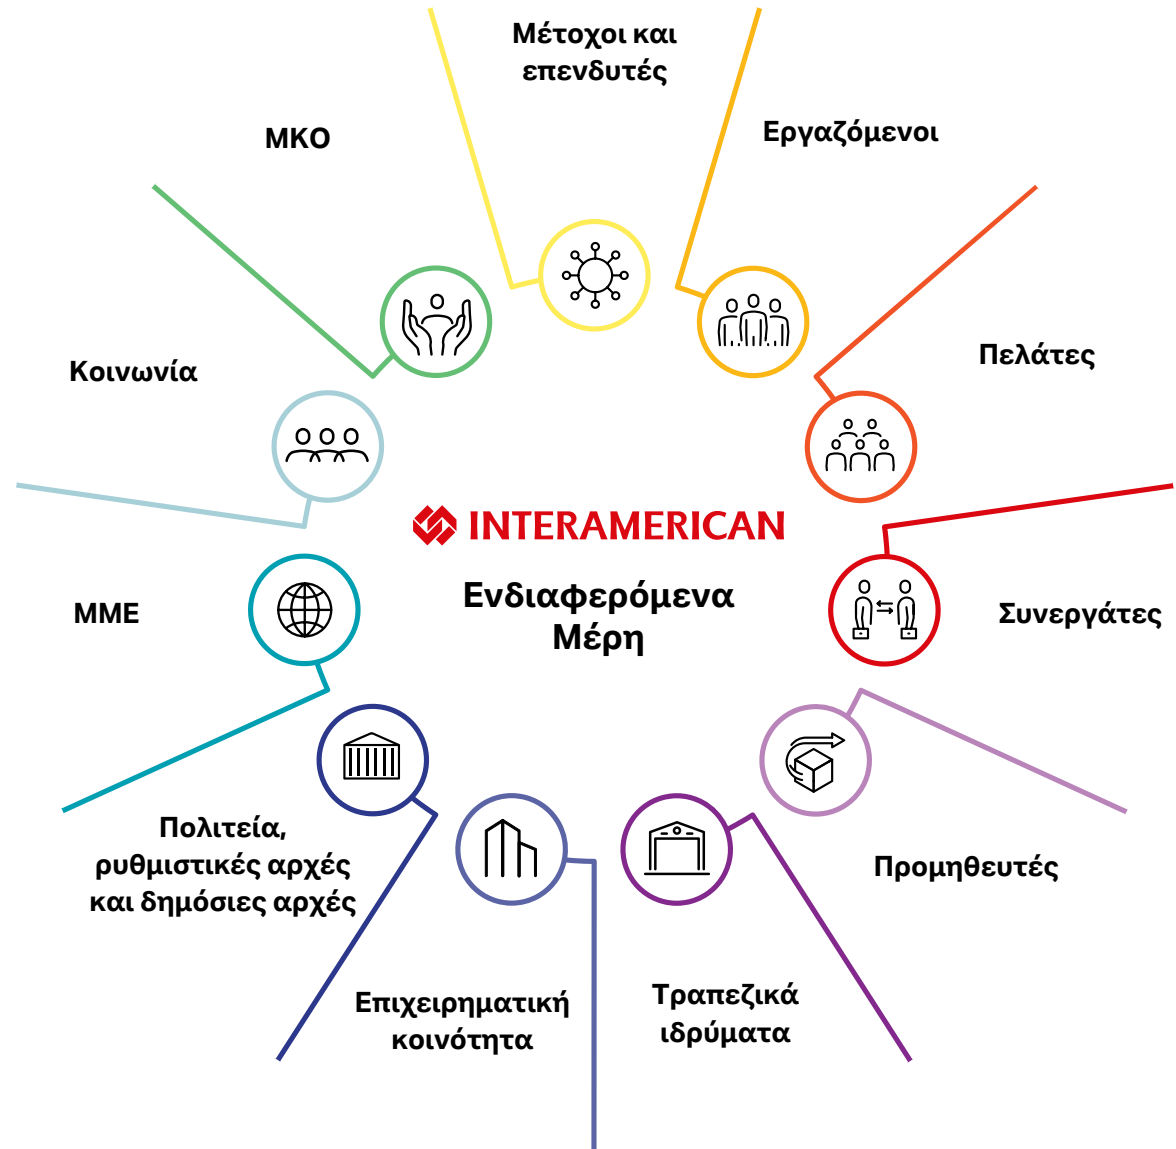 Μέτοχοι και
επενδυτές
Εργαζόμενοι
Πελάτες
Συνεργάτες
Προμηθευτές
Τραπεζικά
ιδρύματα
Επιχειρηματική
κοινότητα
Πολιτεία,
ρυθμιστικές αρχές
και δημόσιες αρχές
ΜΜΕ
Κοινωνία
ΜΚΟ
INTERAMERICAN
Ενδιαφερόμενα
Μέρη